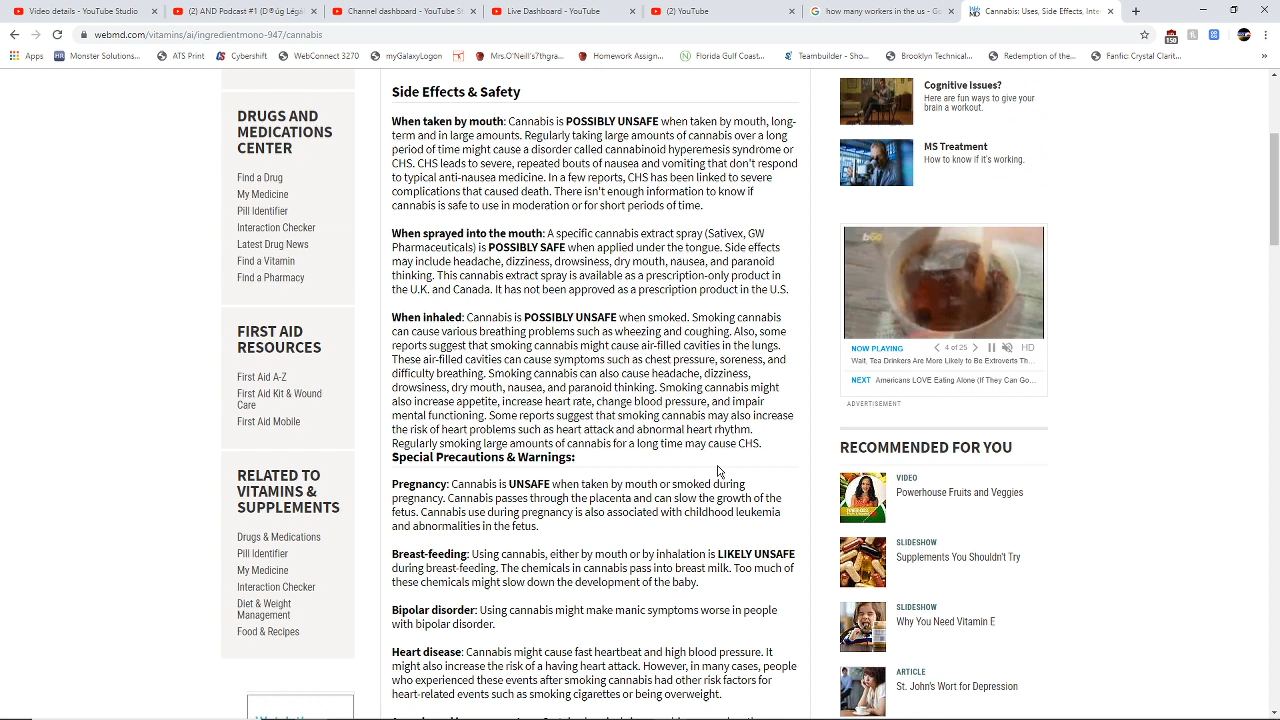 Video details - YouTube Studio
(2) AND Podcast #1 (D
Channel dashboard - YouTube S
Live Dashboard - YouTube
(2) YouTube
how many workers in the us - Go
Cannabis: Uses, Side Effects, Inte
webmd.com/vitamins/ai/ingredientmono-947/cannabis
150
Apps
HR
Monster Solutions...
ATS Print
Cybershift
WebConnect 3270
myGalaxyLogon
Mrs.O'Neill's7thgra...
Homework Assign...
Florida Gulf Coast...
Teambuilder - Sho...
Brooklyn Technical...
Redemption of the...
Fanfic Crystal Clarit...
DRUGS AND
MEDICATIONS
CENTER
Find a Drug
My Medicine
Pill Identifier
Interaction Checker
Latest Drug News
Find a Vitamin
Find a Pharmacy
FIRST AID
RESOURCES
First Aid A-Z
First Aid Kit & Wound
Care
First Aid Mobile
RELATED TO
VITAMINS &
SUPPLEMENTS
Drugs & Medications
Pill Identifier
My Medicine
Interaction Checker
Diet & Weight
Management
Food & Recipes
Side Effects & Safety
When taken by mouth: Cannabis is POSSIBLY UNSAFE when taken by mouth, long-
term and in large amounts. Regularly taking large amounts of cannabis over a long
period of time might cause a disorder called cannabinoid hyperemesis syndrome or
CHS. CHS leads to severe, repeated bouts of nausea and vomiting that don't respond
to typical anti-nausea medicine. In a few reports, CHS has been linked to severe
complications that caused death. There isn't enough information to know if
cannabis is safe to use in moderation or for short periods of time.
When sprayed into the mouth: A specific cannabis extract spray (Sativex, GW
Pharmaceuticals) is POSSIBLY SAFE when applied under the tongue. Side effects
may include headache, dizziness, drowsiness, dry mouth, nausea, and paranoid
thinking. This cannabis extract spray is available as a prescription-only product in
the U.K. and Canada. It has not been approved as a prescription product in the U.S.
When inhaled: Cannabis is POSSIBLY UNSAFE when smoked. Smoking cannabis
can cause various breathing problems such as wheezing and coughing. Also, some
reports suggest that smoking cannabis might cause air-filled cavities in the lungs.
These air-filled cavities can cause symptoms such as chest pressure, soreness, and
difficulty breathing. Smoking cannabis can also cause headache, dizziness,
drowsiness, dry mouth, nausea, and paranoid thinking. Smoking cannabis might
also increase appetite, increase heart rate, change blood pressure, and impair
mental functioning. Some reports suggest that smoking cannabis may also increase
the risk of heart problems such as heart attack and abnormal heart rhythm.
Regularly smoking large amounts of cannabis for a long time may cause CHS.
Special Precautions & Warnings:
Pregnancy: Cannabis is UNSAFE when taken by mouth or smoked during
pregnancy. Cannabis passes through the placenta and can slow the growth of the
fetus. Cannabis use during pregnancy is also associated with childhood leukemia
and abnormalities in the fetus.
Breast-feeding: Using cannabis, either by mouth or by inhalation is LIKELY UNSAFE
during breast-feeding. The chemicals in cannabis pass into breast milk. Too much of
these chemicals might slow down the development of the baby.
Bipolar disorder: Using cannabis might make manic symptoms worse in people
with bipolar disorder.
Heart disease: Cannabis might cause fast heartbeat and high blood pressure. It
might also increase the risk of a having heart attack. However, in many cases, people
who experienced these events after smoking cannabis had other risk factors for
heart-related events such as smoking cigarettes or being overweight.
Cognitive Issues?
Here are fun ways to give your
brain a workout.
MS Treatment
How to know if it's working.
NOW PLAYING
4 of 25
HD
Wait, Tea Drinkers Are More Likely to Be Extroverts Th...
NEXT Americans LOVE Eating Alone (If They Can Go...
ADVERTISEMENT
RECOMMENDED FOR YOU
VIDEO
Powerhouse Fruits and Veggies
SLIDESHOW
Supplements You Shouldn't Try
SLIDESHOW
Why You Need Vitamin E
ARTICLE
St. John's Wort for Depression